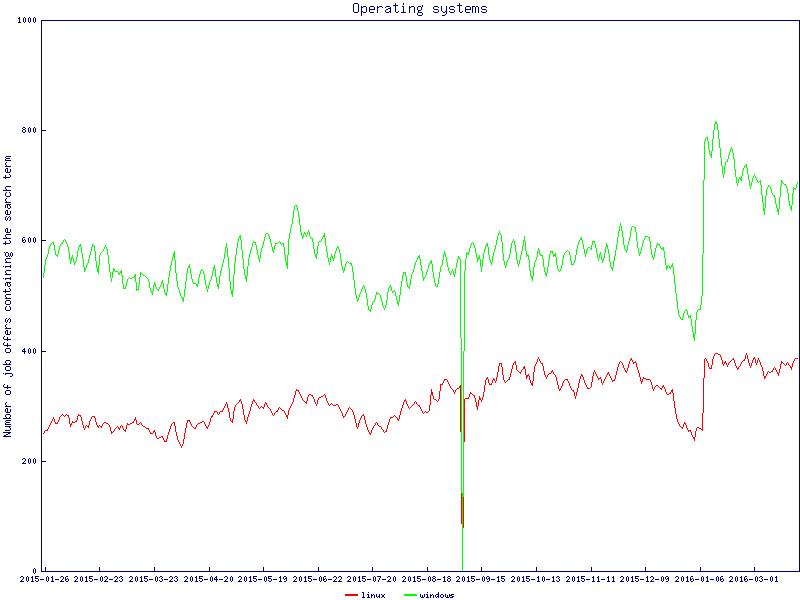 Operating systems
1000
800
600
400
200
0
Number of job offers containing the search term
2015-01-26 2015-02-23 2015-03-23 2015-04-20 2015-05-19 2015-06-22 2015-07-20 2015-08-18 2015-09-15 2015-10-13 2015-11-11 2015-12-09 2016-01-06 2016-03-01
linux windows